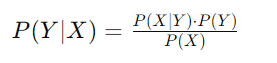 P(Y|X) = P(X|Y)·P(Y) / P(X)